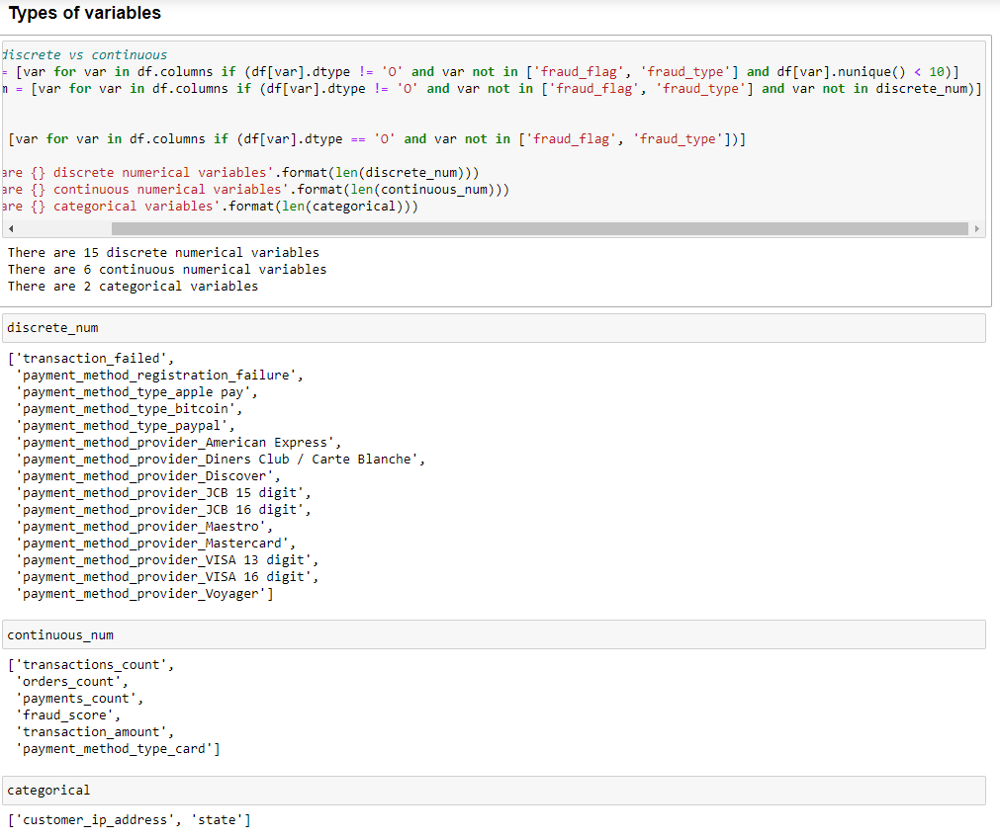 Types of variables
discrete vs continuous
= [var for var in df.columns if (df[var].dtype != 'O' and var not in ['fraud_flag', 'fraud_type'] and df[var].nunique() < 10)]
= [var for var in df.columns if (df[var].dtype != 'O' and var not in ['fraud_flag', 'fraud_type'] and var not in discrete_num)]
[var for var in df.columns if (df[var].dtype == 'O' and var not in ['fraud_flag', 'fraud_type'])]
are {} discrete numerical variables'.format(len(discrete_num)))
are {} continuous numerical variables'.format(len(continuous_num)))
are {} categorical variables'.format(len(categorical)))
There are 15 discrete numerical variables
There are 6 continuous numerical variables
There are 2 categorical variables
discrete_num
['transaction_failed',
'payment_method_registration_failure',
'payment_method_type_apple pay',
'payment_method_type_bitcoin',
'payment_method_type_paypal',
'payment_method_provider_American Express',
'payment_method_provider_Diners Club / Carte Blanche',
'payment_method_provider_Discover',
'payment_method_provider_JCB 15 digit',
'payment_method_provider_JCB 16 digit',
'payment_method_provider_Maestro',
'payment_method_provider_Mastercard',
'payment_method_provider_VISA 13 digit',
'payment_method_provider_VISA 16 digit',
'payment_method_provider_Voyager']
continuous_num
['transactions_count',
'orders_count',
'payments_count',
'fraud_score',
'transaction_amount',
'payment_method_type_card']
categorical
['customer_ip_address', 'state']